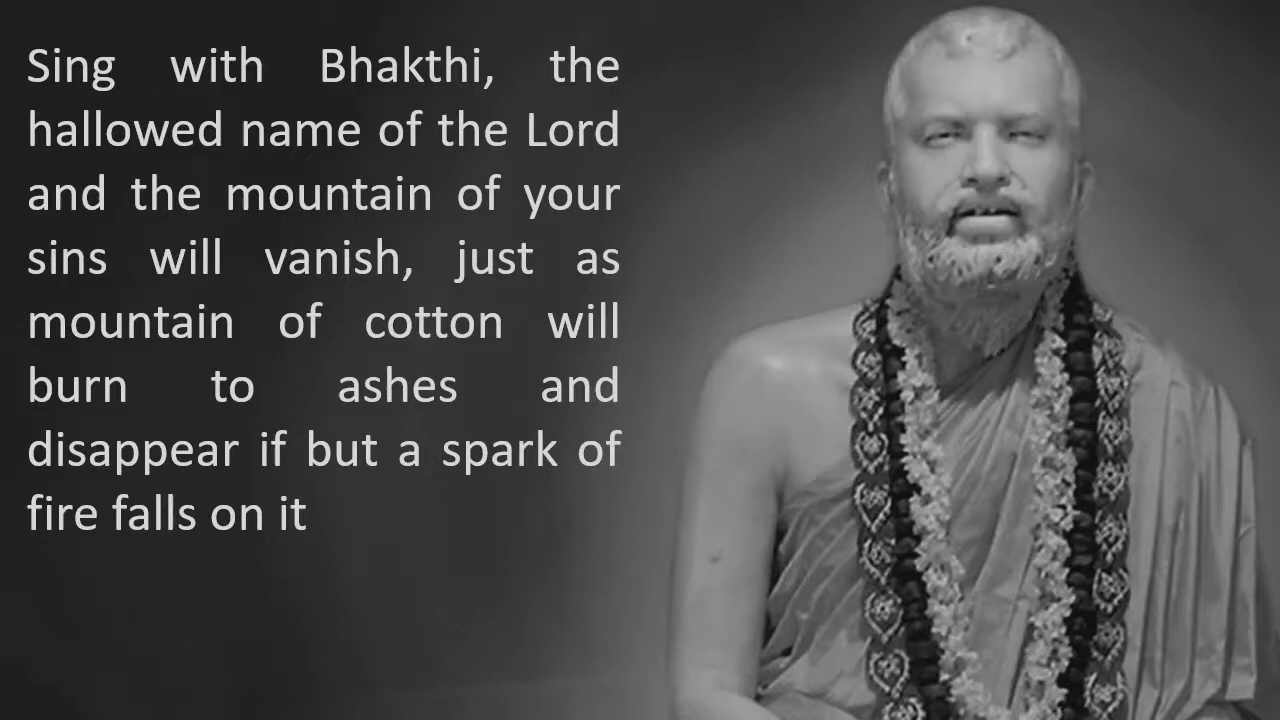 Sing with Bhakthi, the
hallowed name of the Lord
and the mountain of your
sins will vanish, just as
mountain of cotton will
burn to ashes and
disappear if but a spark of
fire falls on it